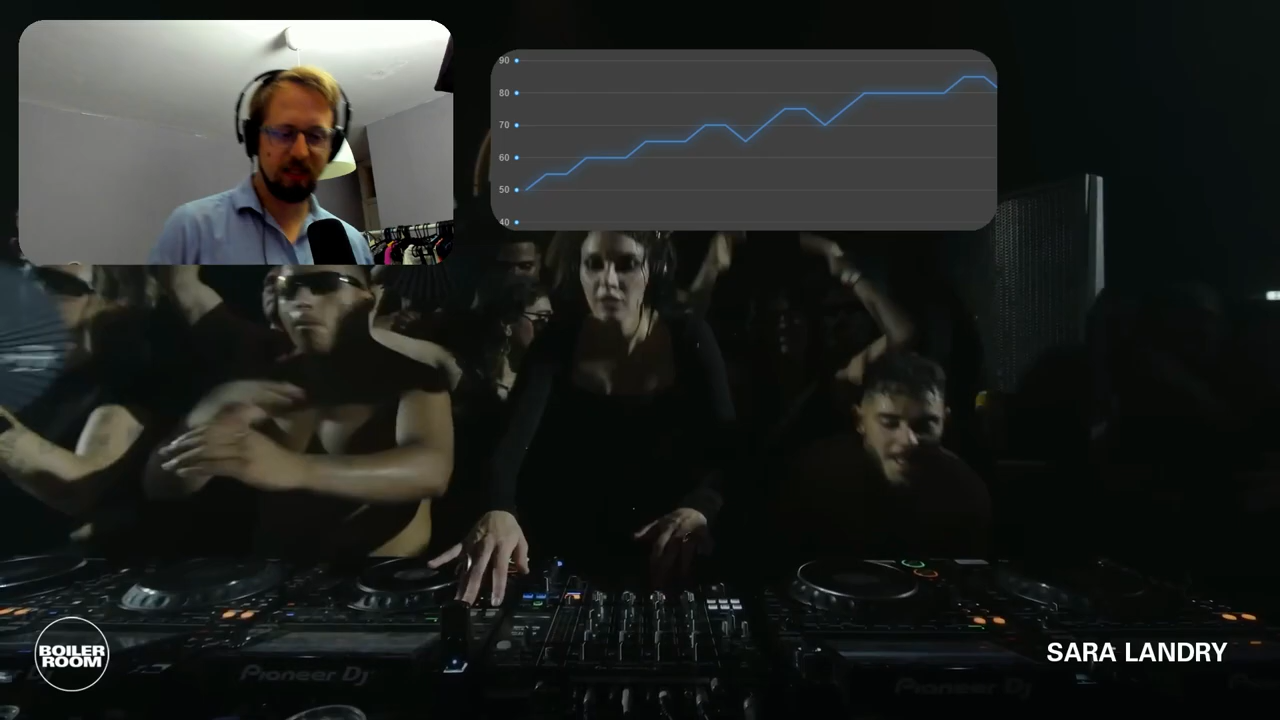 90
80
70
60
50
40
BOILER
ROOM
SARA LANDRY
Pioneer Dj
Pioneer Dj